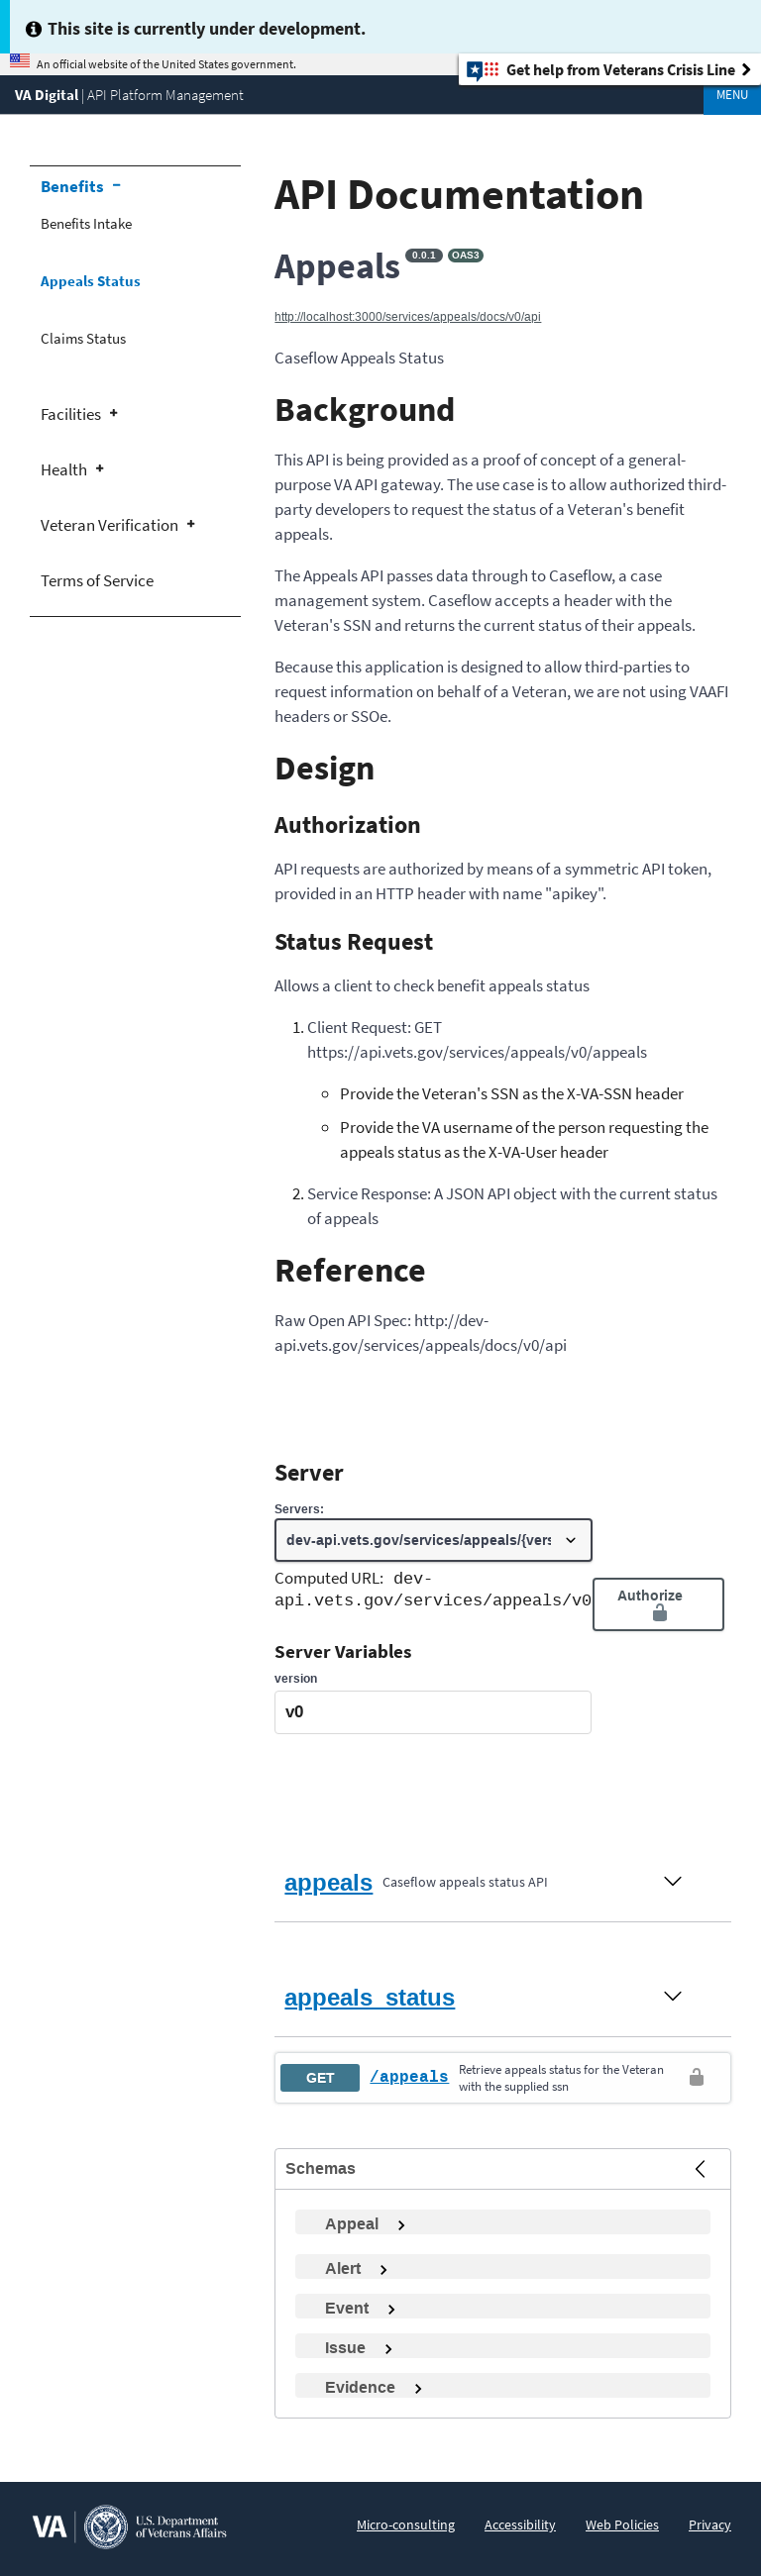 This site is currently under development.
An official website of the United States government.
Get help from Veterans Crisis Line
VA Digital | API Platform Management
MENU
Benefits −
Benefits Intake
Appeals Status
Claims Status
Facilities +
Health +
Veteran Verification +
Terms of Service
API Documentation
Appeals 0.0.1 OAS3
http://localhost:3000/services/appeals/docs/v0/api
Caseflow Appeals Status
Background
This API is being provided as a proof of concept of a general-
purpose VA API gateway. The use case is to allow authorized third-
party developers to request the status of a Veteran's benefit
appeals.
The Appeals API passes data through to Caseflow, a case
management system. Caseflow accepts a header with the
Veteran's SSN and returns the current status of their appeals.
Because this application is designed to allow third-parties to
request information on behalf of a Veteran, we are not using VAAFI
headers or SSOe.
Design
Authorization
API requests are authorized by means of a symmetric API token,
provided in an HTTP header with name "apikey".
Status Request
Allows a client to check benefit appeals status
1. Client Request: GET
https://api.vets.gov/services/appeals/v0/appeals
◦ Provide the Veteran's SSN as the X-VA-SSN header
◦ Provide the VA username of the person requesting the
appeals status as the X-VA-User header
2. Service Response: A JSON API object with the current status
of appeals
Reference
Raw Open API Spec: http://dev-
api.vets.gov/services/appeals/docs/v0/api
Server
Servers:
dev-api.vets.gov/services/appeals/{vers
Computed URL: dev-
api.vets.gov/services/appeals/v0
Authorize
Server Variables
version
v0
appeals Caseflow appeals status API
appeals_status
GET /appeals Retrieve appeals status for the Veteran
with the supplied ssn
Schemas
Appeal
Alert
Event
Issue
Evidence
VA U.S. Department
of Veterans Affairs
Micro-consulting Accessibility Web Policies Privacy